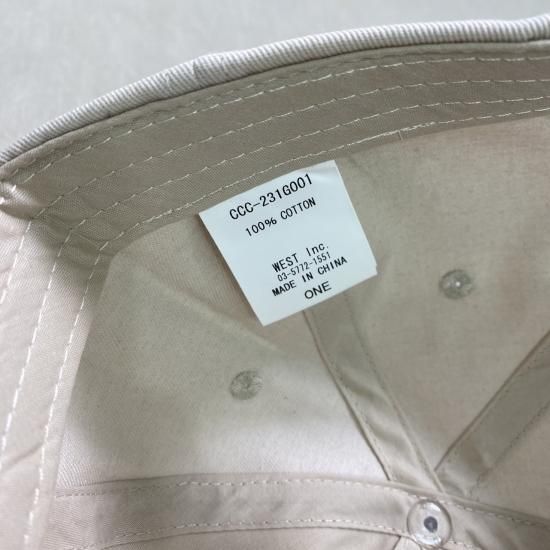 CCC-231G001
100% COTTON
WEST Inc.
03-5772-1551
MADE IN CHINA
ONE